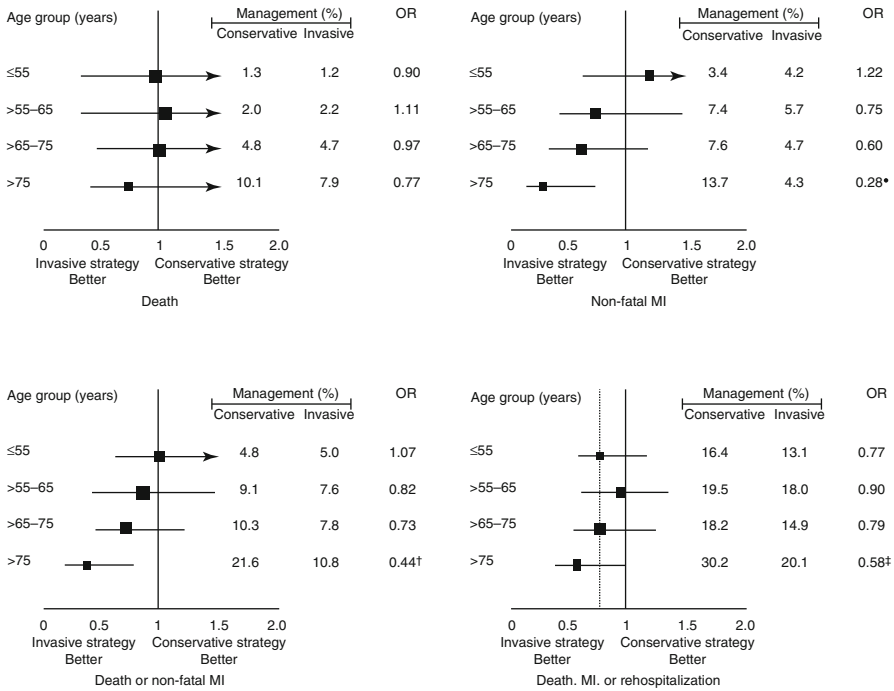 Age group (years) Management (%) OR
Conservative Invasive
≤55 1.3 1.2 0.90
>55–65 2.0 2.2 1.11
>65–75 4.8 4.7 0.97
>75 10.1 7.9 0.77
0 0.5 1 1.5 2.0
Invasive strategy Conservative strategy
Better Better
Death
Age group (years) Management (%) OR
Conservative Invasive
≤55 3.4 4.2 1.22
>55–65 7.4 5.7 0.75
>65–75 7.6 4.7 0.60
>75 13.7 4.3 0.28•
0 0.5 1 1.5 2.0
Invasive strategy Conservative strategy
Better Better
Non-fatal MI
Age group (years) Management (%) OR
Conservative Invasive
≤55 4.8 5.0 1.07
>55–65 9.1 7.6 0.82
>65–75 10.3 7.8 0.73
>75 21.6 10.8 0.44†
0 0.5 1 1.5 2.0
Invasive strategy Conservative strategy
Better Better
Death or non-fatal MI
Age group (years) Management (%) OR
Conservative Invasive
≤55 16.4 13.1 0.77
>55–65 19.5 18.0 0.90
>65–75 18.2 14.9 0.79
>75 30.2 20.1 0.58‡
0 0.5 1 1.5 2.0
Invasive strategy Conservative strategy
Better Better
Death. MI. or rehospitalization